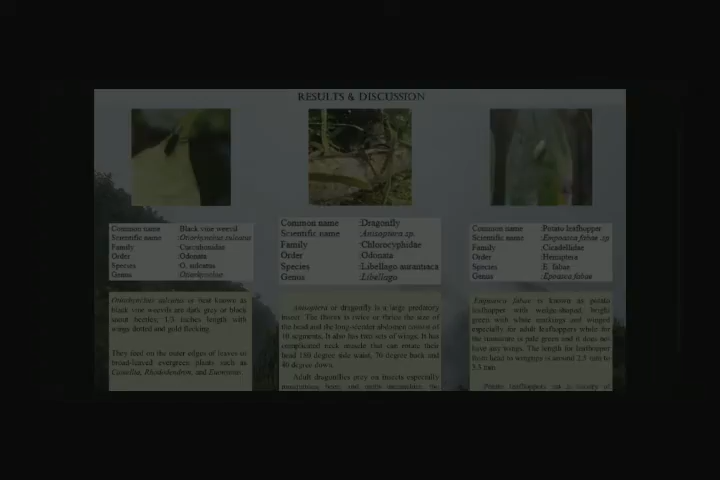 RESULTS & DISCUSSION
Common name :Black vine weevil
Scientific name :Otiorhynchus sulcatus
Family :Curculionidae
Order :Odonata
Species :O. sulcatus
Genus
Common name :Dragonfly
Scientific name :Anisoptera sp.
Family :Chlorocyphidae
Order :Odonata
Species :Libellago aurantiaca
Genus :Libellago
Common name :Potato leafhopper
Scientific name :Empoasca fabae sp
Family :Cicadellidae
Order :Hemiptera
Species :E. fabae
Genus
Otiorhynchus sulcatus is best known as
black vine weevils are dark grey or black
snout beetles, 1.5 inches length with
wings dotted and gold flecking.
They feed on the outer edges of leaves of
broad-leaved evergreen plants such as
Camellia, Rhododendron, and Euonymus.
Anisoptera or dragonfly is a large predatory
insect. The thorax is twice or thrice the size of
the head and the long-slender abdomen consist of
10 segments. It also has two sets of wings. It has
complicated neck muscle that can rotate their
head 180 degree side waist, 70 degree back and
40 degree down.
Adult dragonflies prey on insects especially
Empoasca fabae is known as potato
leafhopper with wedge-shaped, bright
green with white markings and winged
especially for adult leafhoppers while for
the immature is pale green and it does not
have any wings. The length for leafhopper
from head to wingtips is around 2.5 mm to
3.5 mm.
Potato leafhoppers eat a variety of